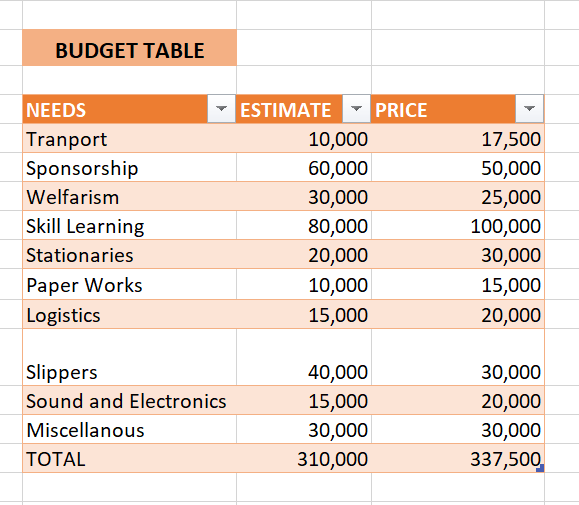 BUDGET TABLE
NEEDS ESTIMATE PRICE
Tranport 10,000 17,500
Sponsorship 60,000 50,000
Welfarism 30,000 25,000
Skill Learning 80,000 100,000
Stationaries 20,000 30,000
Paper Works 10,000 15,000
Logistics 15,000 20,000
Slippers 40,000 30,000
Sound and Electronics 15,000 20,000
Miscellanous 30,000 30,000
TOTAL 310,000 337,500